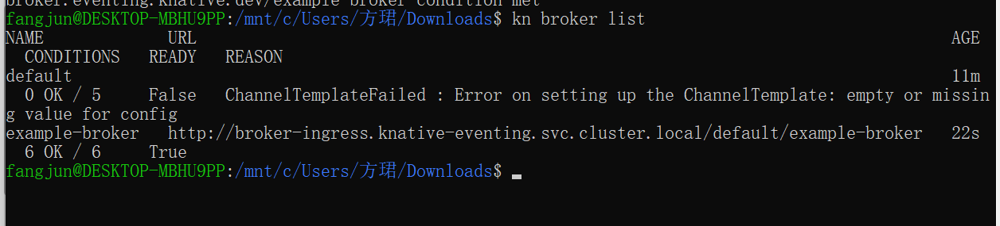 broker.eventing.knative.dev/example-broker condition met
fangjun@DESKTOP-MBHU9PP:/mnt/c/Users/方珺/Downloads$ kn broker list
NAME URL AGE
CONDITIONS READY REASON
default 11m
0 OK / 5 False ChannelTemplateFailed : Error on setting up the ChannelTemplate: empty or missin
g value for config
example-broker http://broker-ingress.knative-eventing.svc.cluster.local/default/example-broker 22s
6 OK / 6 True
fangjun@DESKTOP-MBHU9PP:/mnt/c/Users/方珺/Downloads$